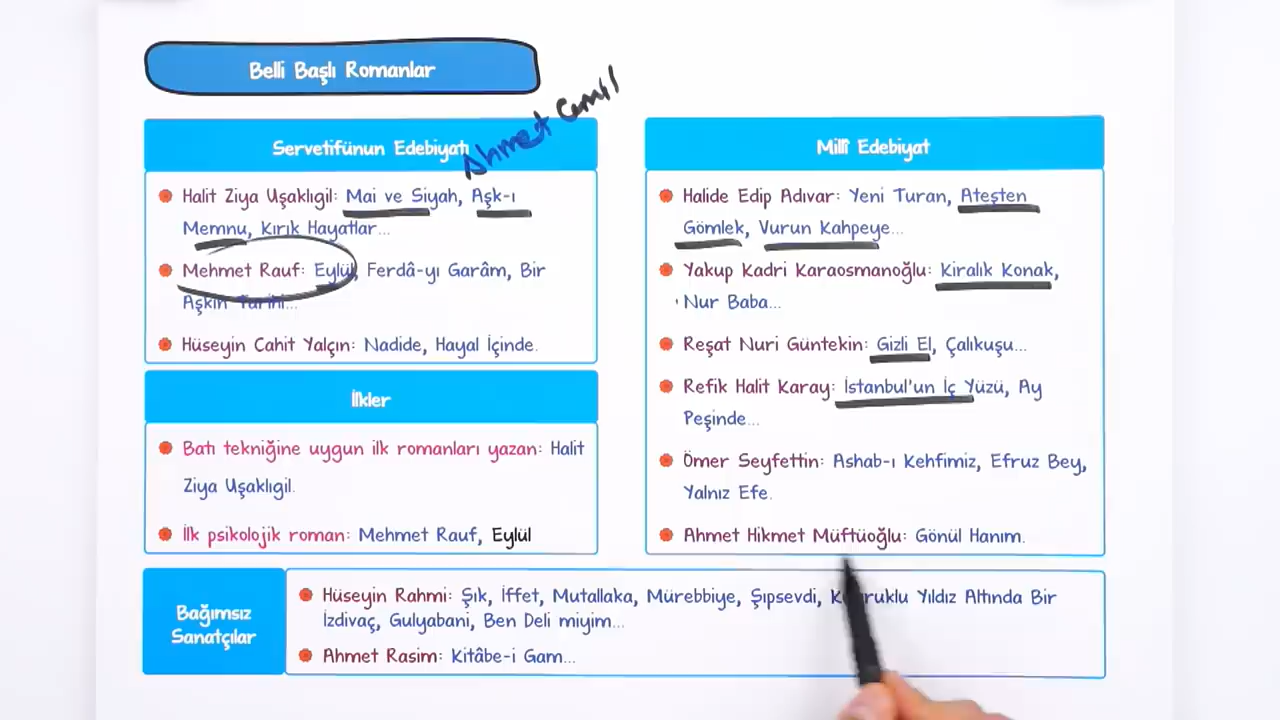 Belli Başlı Romanlar
Ahmet Cemil
Servetifünun Edebiyatı
Halit Ziya Uşaklıgil: Mai ve Siyah, Aşk-ı
Memnu, Kırık Hayatlar...
Mehmet Rauf: Eylül, Ferdâ-yı Garâm, Bir
Aşkın Tarihi...
Hüseyin Cahit Yalçın: Nadide, Hayal İçinde.
İlkler
Batı tekniğine uygun ilk romanları yazan: Halit
Ziya Uşaklıgil.
İlk psikolojik roman: Mehmet Rauf, Eylül
Millî Edebiyat
Halide Edip Adıvar: Yeni Turan, Ateşten
Gömlek, Vurun Kahpeye...
Yakup Kadri Karaosmanoğlu: Kiralık Konak,
Nur Baba...
Reşat Nuri Güntekin: Gizli El, Çalıkuşu...
Refik Halit Karay: İstanbul'un İç Yüzü, Ay
Peşinde...
Ömer Seyfettin: Ashab-ı Kehfimiz, Efruz Bey,
Yalnız Efe.
Ahmet Hikmet Müftüoğlu: Gönül Hanım.
Bağımsız
Sanatçılar
Hüseyin Rahmi: Şık, İffet, Mutallaka, Mürebbiye, Şıpsevdi, Kuyruklu Yıldız Altında Bir
İzdivaç, Gulyabani, Ben Deli miyim...
Ahmet Rasim: Kitâbe-i Gam...